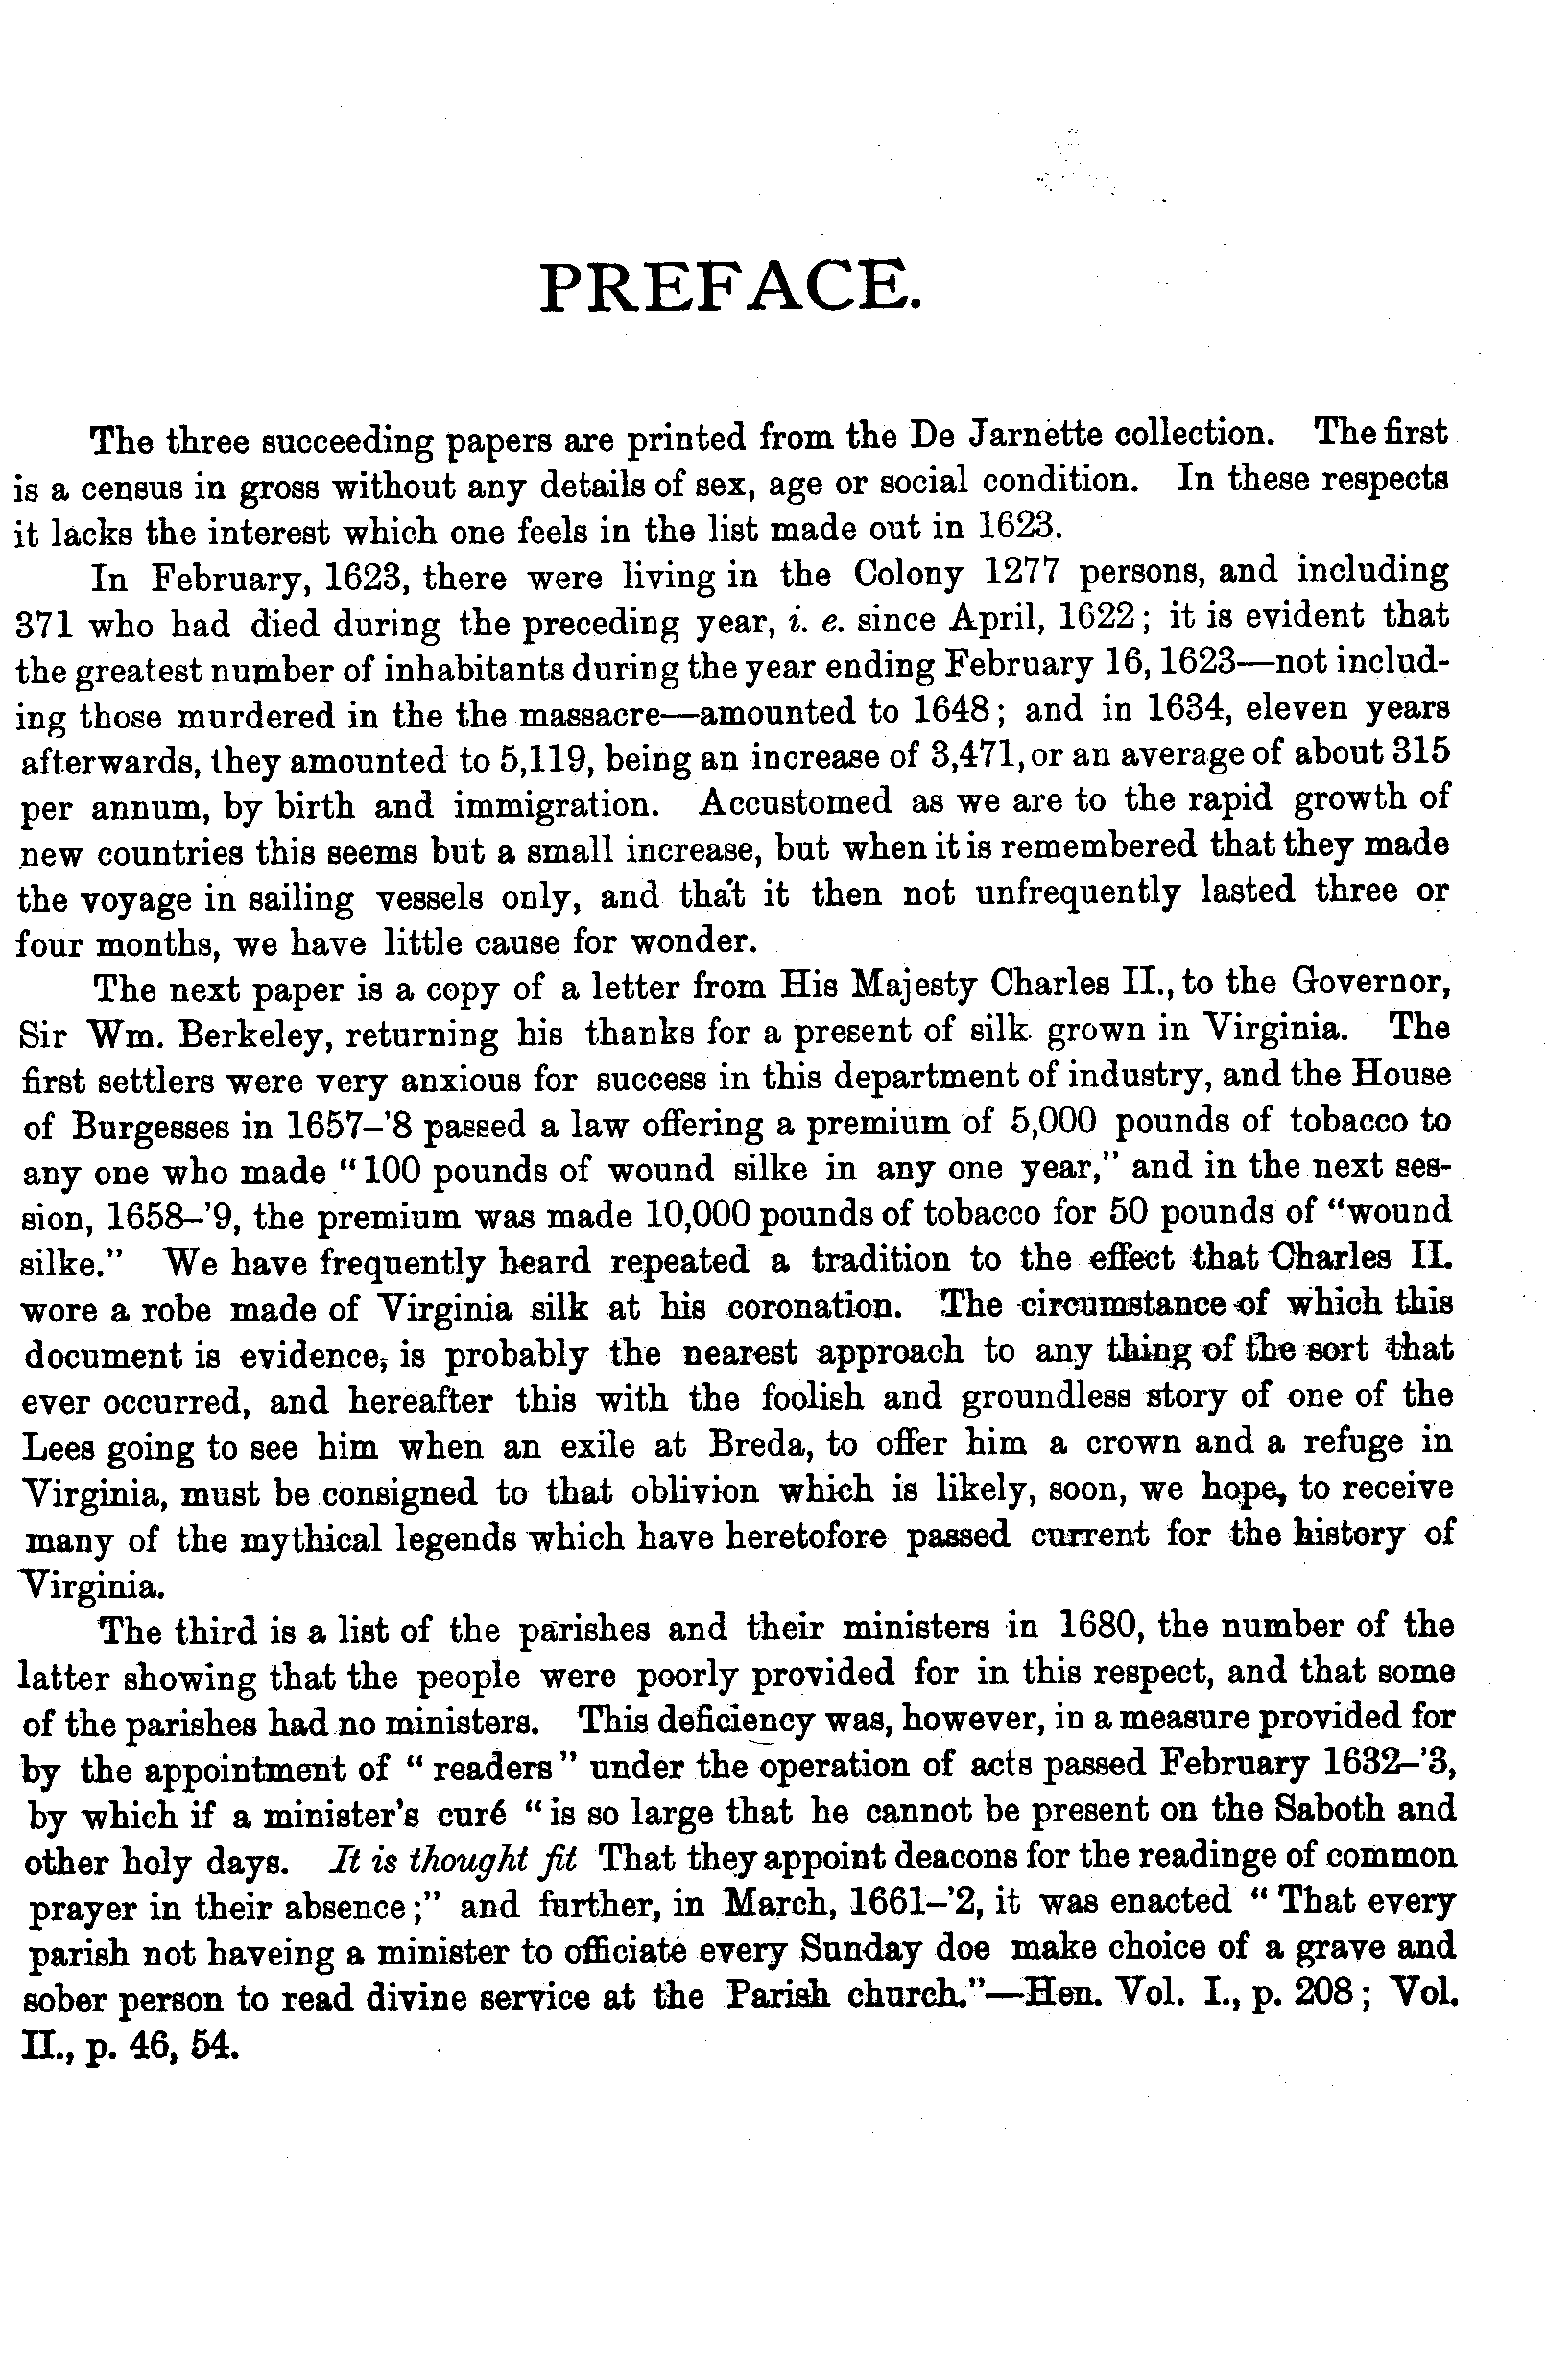 PREFACE.
The three succeeding papers are printed from the De Jarnette collection. The first
is a census in gross without any details of sex, age or social condition. In these respects
it lacks the interest which one feels in the list made out in 1623.
In February, 1623, there were living in the Colony 1277 persons, and including
371 who had died during the preceding year, i. e. since April, 1622; it is evident that
the greatest number of inhabitants during the year ending February 16, 1623—not includ-
ing those murdered in the the massacre—amounted to 1648; and in 1634, eleven years
afterwards, they amounted to 5,119, being an increase of 3,471, or an average of about 315
per annum, by birth and immigration. Accustomed as we are to the rapid growth of
new countries this seems but a small increase, but when it is remembered that they made
the voyage in sailing vessels only, and that it then not unfrequently lasted three or
four months, we have little cause for wonder.
The next paper is a copy of a letter from His Majesty Charles II., to the Governor,
Sir Wm. Berkeley, returning his thanks for a present of silk grown in Virginia. The
first settlers were very anxious for success in this department of industry, and the House
of Burgesses in 1657–'8 passed a law offering a premium of 5,000 pounds of tobacco to
any one who made "100 pounds of wound silke in any one year," and in the next ses-
sion, 1658–'9, the premium was made 10,000 pounds of tobacco for 50 pounds of "wound
silke." We have frequently heard repeated a tradition to the effect that Charles II.
wore a robe made of Virginia silk at his coronation. The circumstance of which this
document is evidence, is probably the nearest approach to any thing of the sort that
ever occurred, and hereafter this with the foolish and groundless story of one of the
Lees going to see him when an exile at Breda, to offer him a crown and a refuge in
Virginia, must be consigned to that oblivion which is likely, soon, we hope, to receive
many of the mythical legends which have heretofore passed current for the history of
Virginia.
The third is a list of the parishes and their ministers in 1680, the number of the
latter showing that the people were poorly provided for in this respect, and that some
of the parishes had no ministers. This deficiency was, however, in a measure provided for
by the appointment of "readers" under the operation of acts passed February 1632–'3,
by which if a minister's curé "is so large that he cannot be present on the Saboth and
other holy days. It is thought fit That they appoint deacons for the readinge of common
prayer in their absence;" and further, in March, 1661–'2, it was enacted "That every
parish not haveing a minister to officiate every Sunday doe make choice of a grave and
sober person to read divine service at the Parish church."—Hen. Vol. I., p. 208; Vol.
II., p. 46, 54.